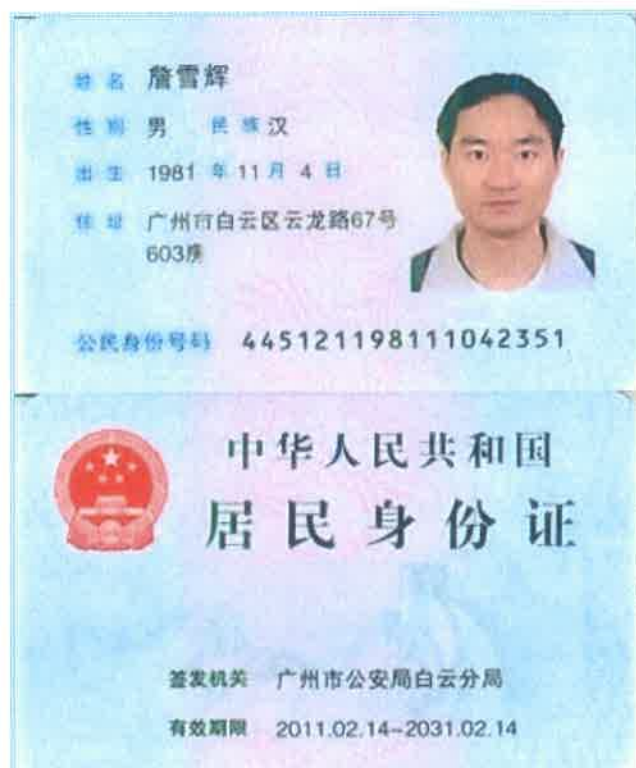 姓名 詹雪辉
性别 男 民族 汉
出生 1981 年 11 月 4 日
住址 广州市白云区云龙路67号
603房
公民身份号码 445121198111042351
中华人民共和国
居民身份证
签发机关 广州市公安局白云分局
有效期限 2011.02.14-2031.02.14